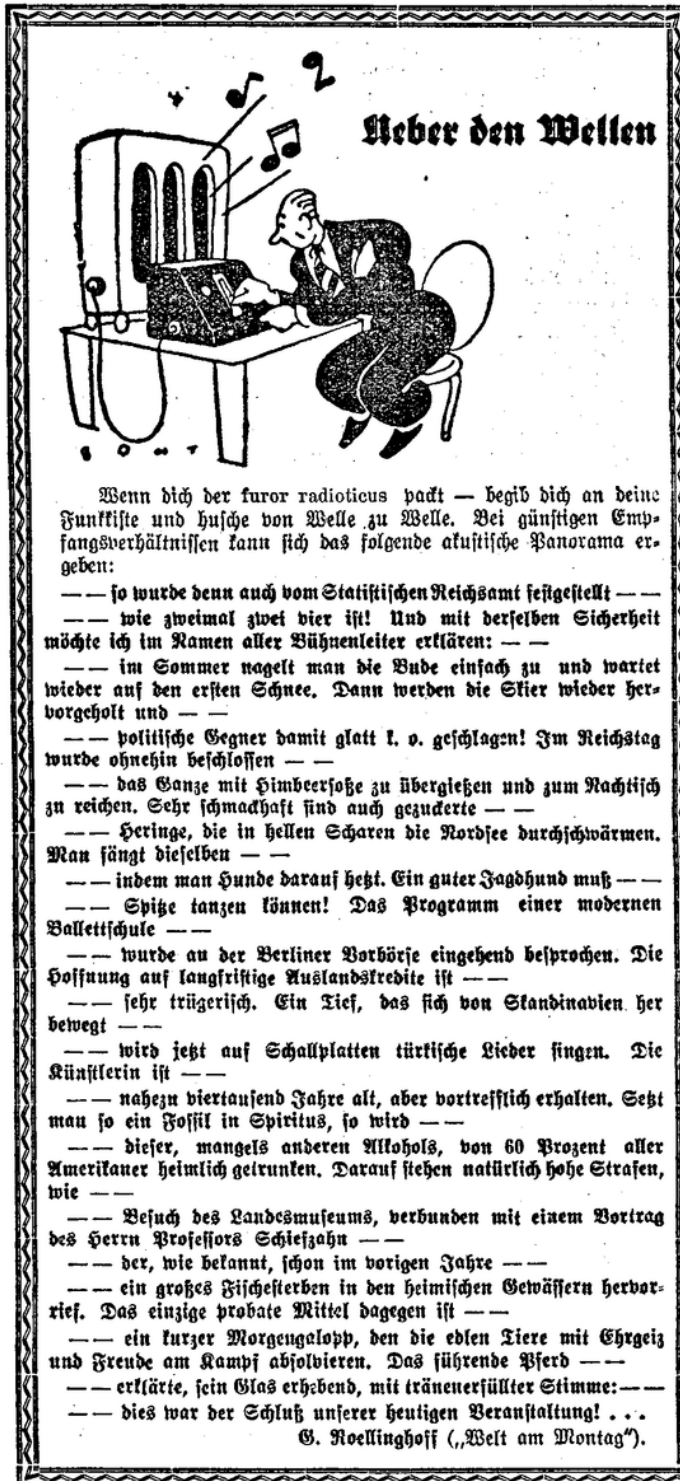 Ueber den Wellen
BONT
Wenn dich der furor radioticus packt — begib dich an deine
Funkkiste und husche von Welle zu Welle. Bei günstigen Emp-
fangsverhältnissen kann sich das folgende akustische Panorama er-
geben:
— — so wurde denn auch vom Statistischen Reichsamt festgestellt — —
— — wie zweimal zwei vier ist! Und mit derselben Sicherheit
möchte ich im Namen aller Bühnenleiter erklären: — —
— — im Sommer nagelt man die Bude einfach zu und wartet
wieder auf den ersten Schnee. Dann werden die Skier wieder her-
vorgeholt und — —
— — politische Gegner damit glatt k. o. geschlagen! Im Reichstag
wurde ohnehin beschlossen — —
— — das Ganze mit Himbeersoße zu übergießen und zum Nachtisch
zu reichen. Sehr schmackhaft sind auch gezuckerte — —
— — Heringe, die in hellen Scharen die Nordsee durchschwärmen.
Man fängt dieselben — —
— — indem man Hunde darauf hetzt. Ein guter Jagdhund muß — —
— — Spitze tanzen können! Das Programm einer modernen
Ballettschule — —
— — wurde an der Berliner Vorbörse eingehend besprochen. Die
Hoffnung auf langfristige Auslandskredite ist — —
— — sehr trügerisch. Ein Tief, das sich von Skandinavien her
bewegt — —
— — wird jetzt auf Schallplatten türkische Lieder singen. Die
Künstlerin ist — —
— — nahezu viertausend Jahre alt, aber vortrefflich erhalten. Setzt
man so ein Fossil in Spiritus, so wird — —
— — dieser, mangels anderen Alkohols, von 60 Prozent aller
Amerikaner heimlich getrunken. Darauf stehen natürlich hohe Strafen,
wie — —
— — Besuch des Landesmuseums, verbunden mit einem Vortrag
des Herrn Professors Schiefzahn — —
— — der, wie bekannt, schon im vorigen Jahre — —
— — ein großes Fischesterben in den heimischen Gewässern hervor-
rief. Das einzige probate Mittel dagegen ist — —
— — ein kurzer Morgengalopp, den die edlen Tiere mit Ehrgeiz
und Freude am Kampf absolvieren. Das führende Pferd — —
— — erklärte, sein Glas erhebend, mit tränenerfüllter Stimme: — —
— — dies war der Schluß unserer heutigen Veranstaltung! . . .
G. Roellinghoff („Welt am Montag“).